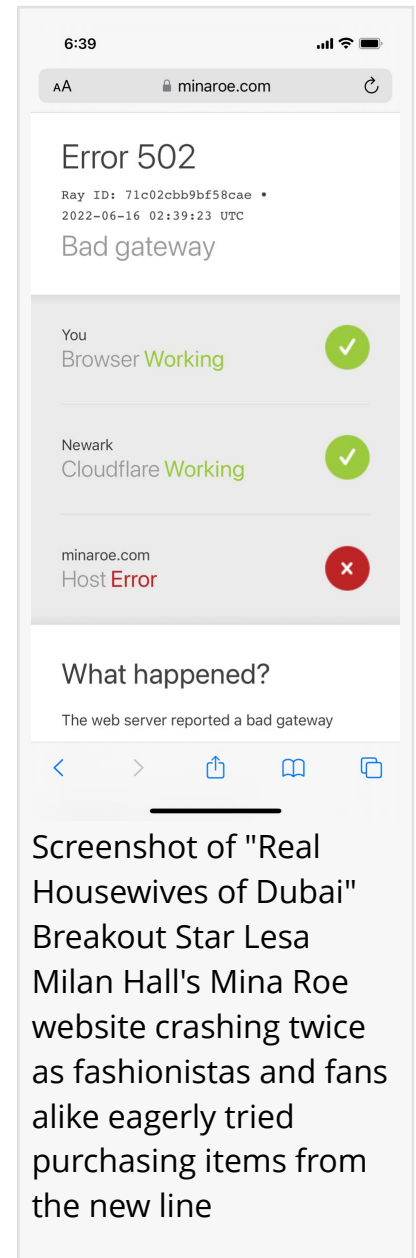 6:39
AA minaroe.com
Error 502
Ray ID: 71c02cbb9bf58cae •
2022-06-16 02:39:23 UTC
Bad gateway
You
Browser Working
Newark
Cloudflare Working
minaroe.com
Host Error
What happened?
The web server reported a bad gateway
Screenshot of "Real
Housewives of Dubai"
Breakout Star Lesa
Milan Hall's Mina Roe
website crashing twice
as fashionistas and fans
alike eagerly tried
purchasing items from
the new line